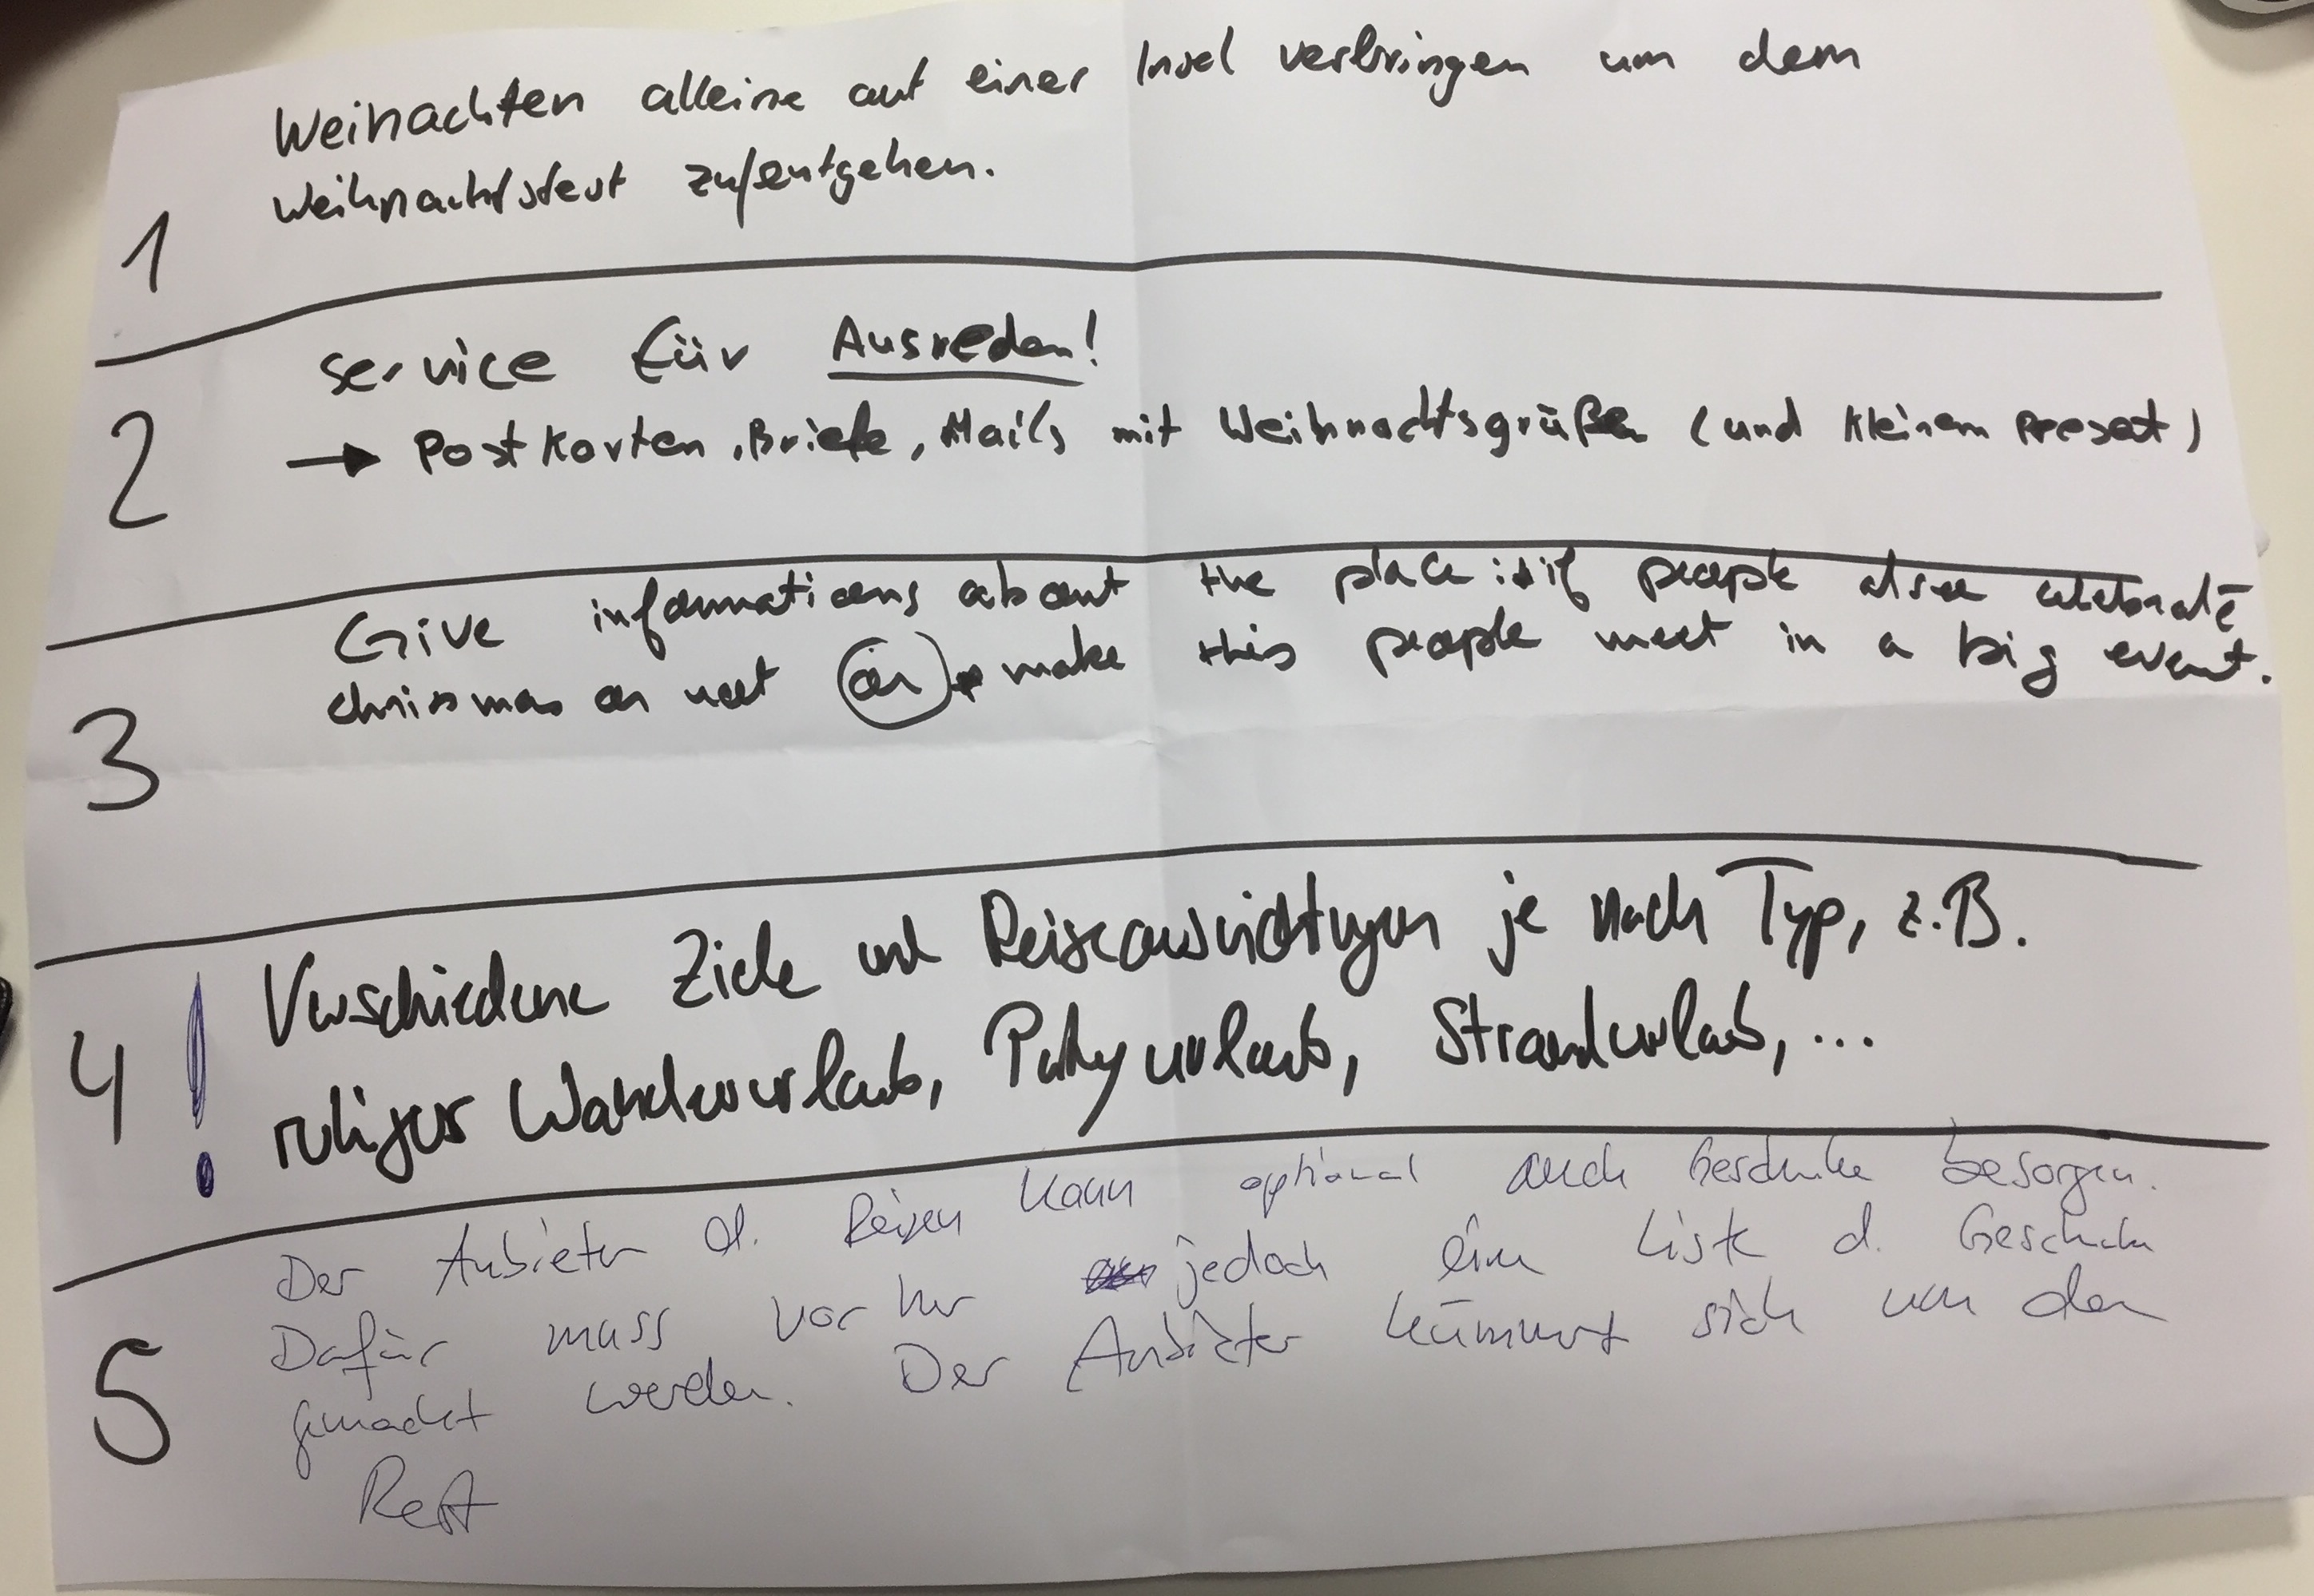 Weihnachten alleine auf einer Insel verbringen um dem
Weihnachtsfest zu/entgehen.
1
service für Ausreden!
2 → Postkarten, Briefe, Mails mit Weihnachtsgrüßen (und kleinem Present)
Give informations about the place : if people there celebrate
chrismas or not (or) make this people meet in a big event.
3
Verschiedene Ziele und Reiseausrichtungen je nach Typ, z.B.
4 ! ruhiger Wanderurlaub, Partyurlaub, Strandurlaub, ...
Der Anbieter d. Reisen kann optional auch Geschenke besorgen.
Dafür muss vorher jedoch eine Liste d. Geschenke
5 gemacht werden. Der Anbieter kümmert sich um den
Rest